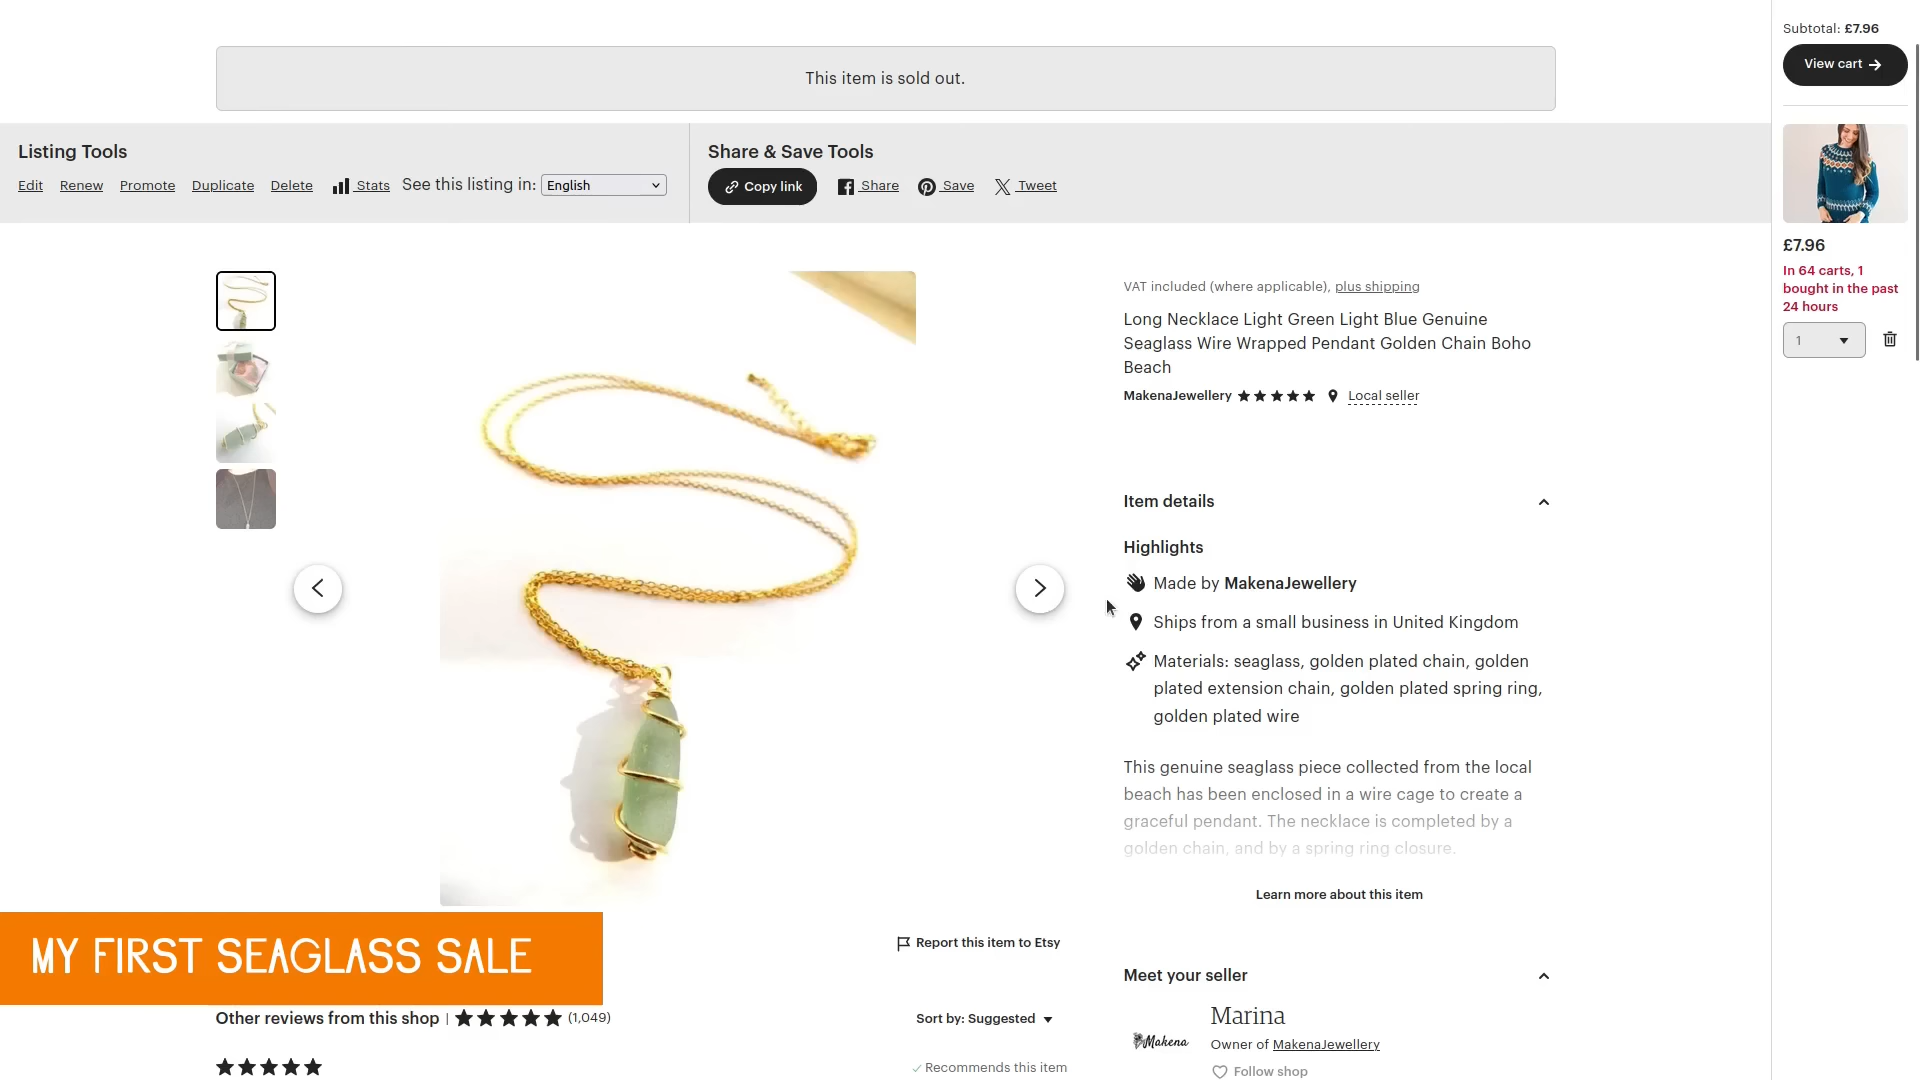 This item is sold out.
Listing Tools
Edit Renew Promote Duplicate Delete Stats See this listing in: English
Share & Save Tools
Copy link Share Save Tweet
VAT included (where applicable), plus shipping
Long Necklace Light Green Light Blue Genuine
Seaglass Wire Wrapped Pendant Golden Chain Boho
Beach
MakenaJewellery Local seller
Item details
Highlights
Made by MakenaJewellery
Ships from a small business in United Kingdom
Materials: seaglass, golden plated chain, golden
plated extension chain, golden plated spring ring,
golden plated wire
This genuine seaglass piece collected from the local
beach has been enclosed in a wire cage to create a
graceful pendant. The necklace is completed by a
golden chain, and by a spring ring closure.
Learn more about this item
Report this item to Etsy
MY FIRST SEAGLASS SALE
Other reviews from this shop | (1,049)
Sort by: Suggested
Recommends this item
Meet your seller
Makena
Marina
Owner of MakenaJewellery
Follow shop
Subtotal: £7.96
View cart
£7.96
In 64 carts, 1
bought in the past
24 hours
1